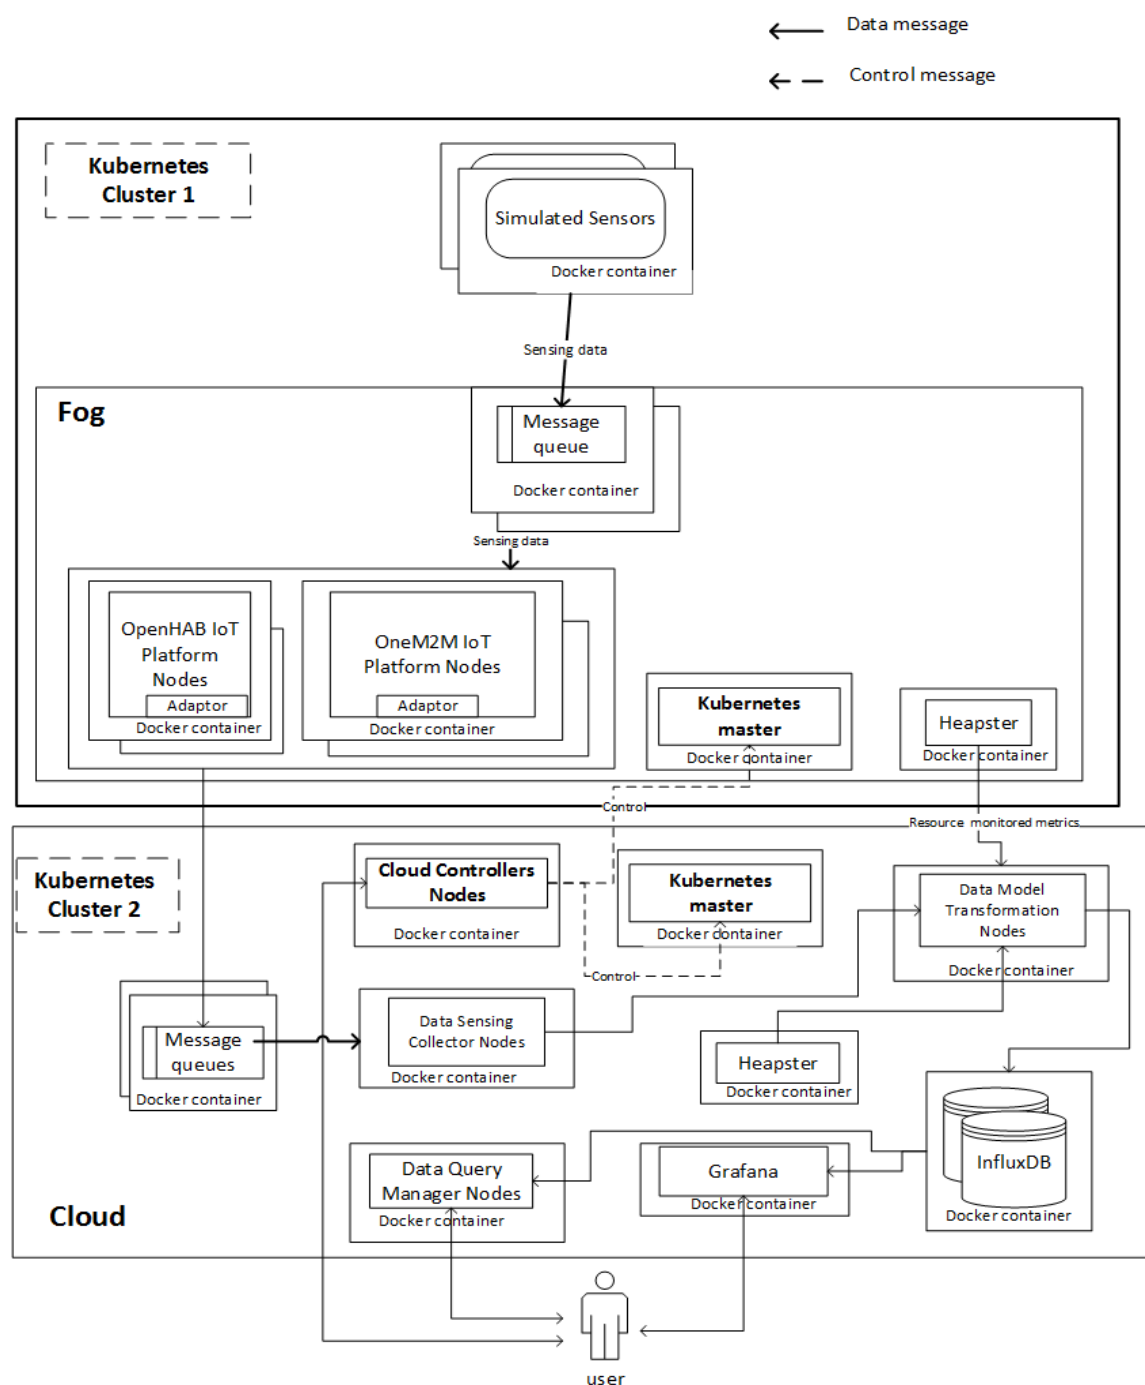 Data message
Control message
Kubernetes
Cluster 1
Simulated Sensors
Docker container
Sensing data
Fog
Message
queue
Docker container
Sensing data
OpenHAB IoT
Platform
Nodes
Adaptor
Docker container
OneM2M IoT
Platform Nodes
Adaptor
Docker container
Kubernetes
master
Docker container
Heapster
Docker container
Control
Resource monitored metrics
Kubernetes
Cluster 2
Cloud Controllers
Nodes
Docker container
Kubernetes
master
Docker container
Data Model
Transformation
Nodes
Docker container
Control
Message
queues
Docker container
Data Sensing
Collector Nodes
Docker container
Heapster
Docker container
InfluxDB
Docker container
Data Query
Manager Nodes
Docker container
Grafana
Docker container
Cloud
user